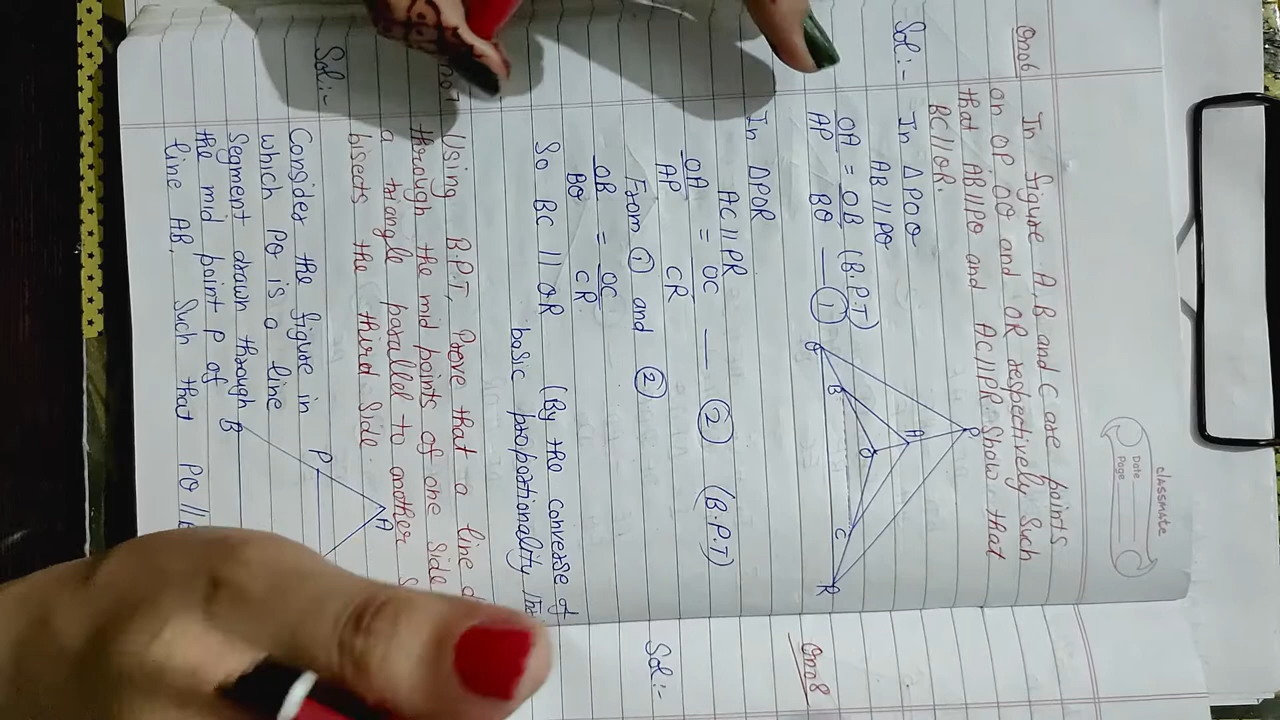 classmate
Date
Page
Qno6 In figure A, B and C are points
on OP, OQ and OR respectively Such
that AB||PQ and AC||PR. Show that
BC||QR.
Sol:- In ΔPOQ
AB || PQ
OA/AP = OB/BQ (B.P.T) — ①
P
A
Q
B
O
C
R
In ΔPOR
AC || PR
OA/AP = OC/CR — ② (B.P.T)
From ① and ②
OB/BQ = OC/CR
So BC || QR (By the converse of
basic proportionality
Using B.P.T, Prove that a line
through the mid points of one Side
a triangle parallel to another
bisects the third Side.
Sol:-
Consider the figure in
which PQ is a line
Segment drawn through
the mid point P of
line AB, Such that PQ ||
A
P
B
Qno8
Sol:-